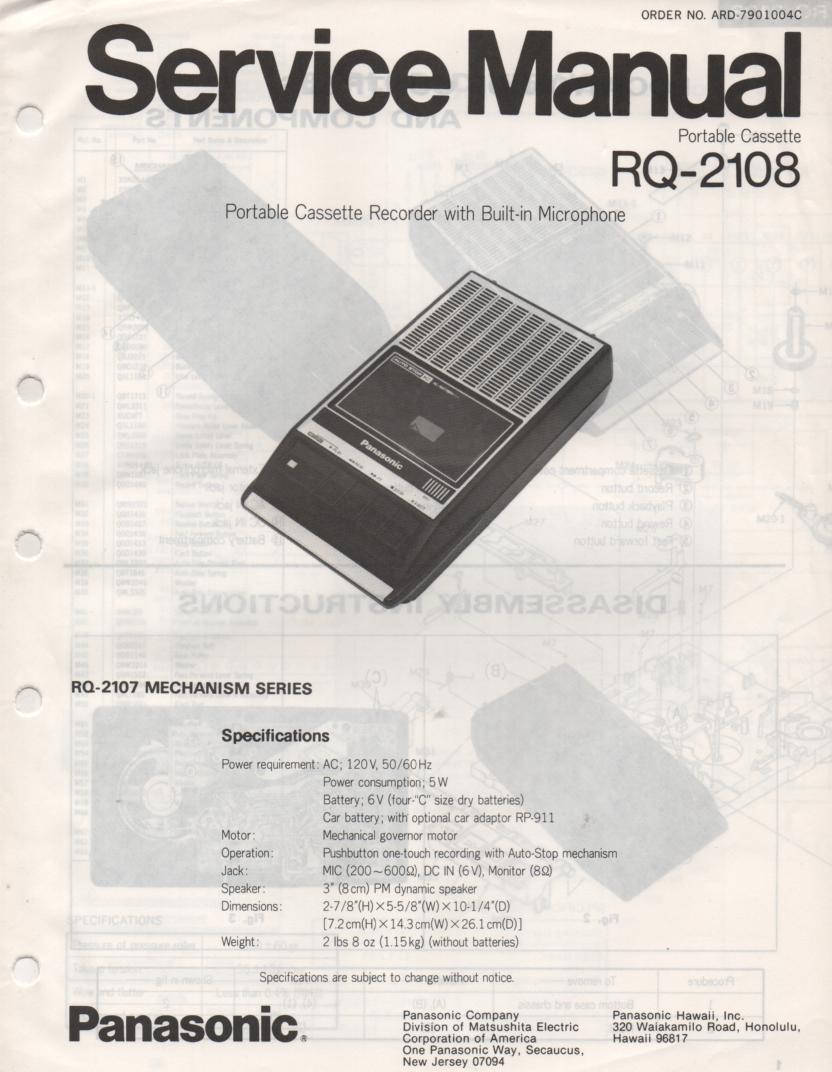 ORDER NO. ARD-7901004C
Service Manual
Portable Cassette
RQ-2108
Portable Cassette Recorder with Built-in Microphone
AUTO STOP
Panasonic
RQ-2107 MECHANISM SERIES
Specifications
Power requirement: AC; 120V, 50/60Hz
Power consumption; 5W
Battery; 6V (four-"C" size dry batteries)
Car battery; with optional car adaptor RP-911
Motor: Mechanical governor motor
Operation: Pushbutton one-touch recording with Auto-Stop mechanism
Jack: MIC (200~600Ω), DC IN (6V), Monitor (8Ω)
Speaker: 3" (8cm) PM dynamic speaker
Dimensions: 2-7/8"(H)×5-5/8"(W)×10-1/4"(D)
[7.2cm(H)×14.3cm(W)×26.1cm(D)]
Weight: 2 lbs 8 oz (1.15kg) (without batteries)
Specifications are subject to change without notice.
Panasonic®
Panasonic Company
Division of Matsushita Electric
Corporation of America
One Panasonic Way, Secaucus,
New Jersey 07094
Panasonic Hawaii, Inc.
320 Waiakamilo Road, Honolulu,
Hawaii 96817